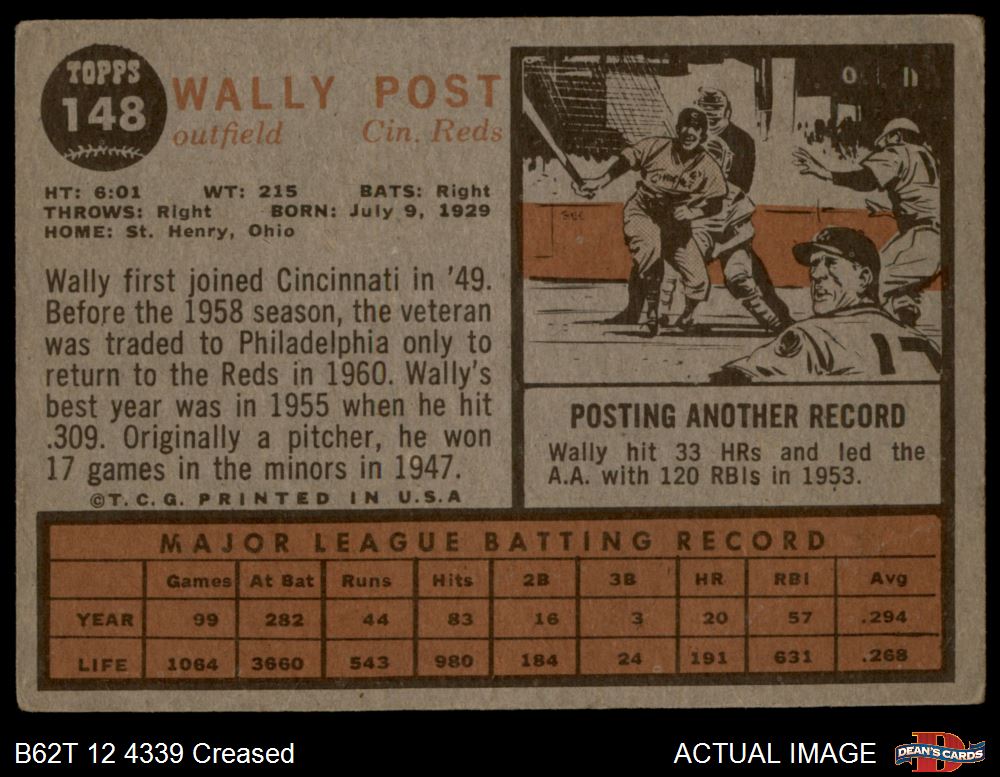 TOPPS
148
WALLY POST
outfield Cin. Reds
HT: 6:01 WT: 215 BATS: Right
THROWS: Right BORN: July 9, 1929
HOME: St. Henry, Ohio
Wally first joined Cincinnati in '49.
Before the 1958 season, the veteran
was traded to Philadelphia only to
return to the Reds in 1960. Wally's
best year was in 1955 when he hit
.309. Originally a pitcher, he won
17 games in the minors in 1947.
©T.C.G. PRINTED IN U.S.A
POSTING ANOTHER RECORD
Wally hit 33 HRs and led the
A.A. with 120 RBIs in 1953.
MAJOR LEAGUE BATTING RECORD
Games At Bat Runs Hits 2B 3B HR RBI Avg
YEAR 99 282 44 83 16 3 20 57 .294
LIFE 1064 3660 543 980 184 24 191 631 .268
B62T 12 4339 Creased
ACTUAL IMAGE
DEAN'S CARDS